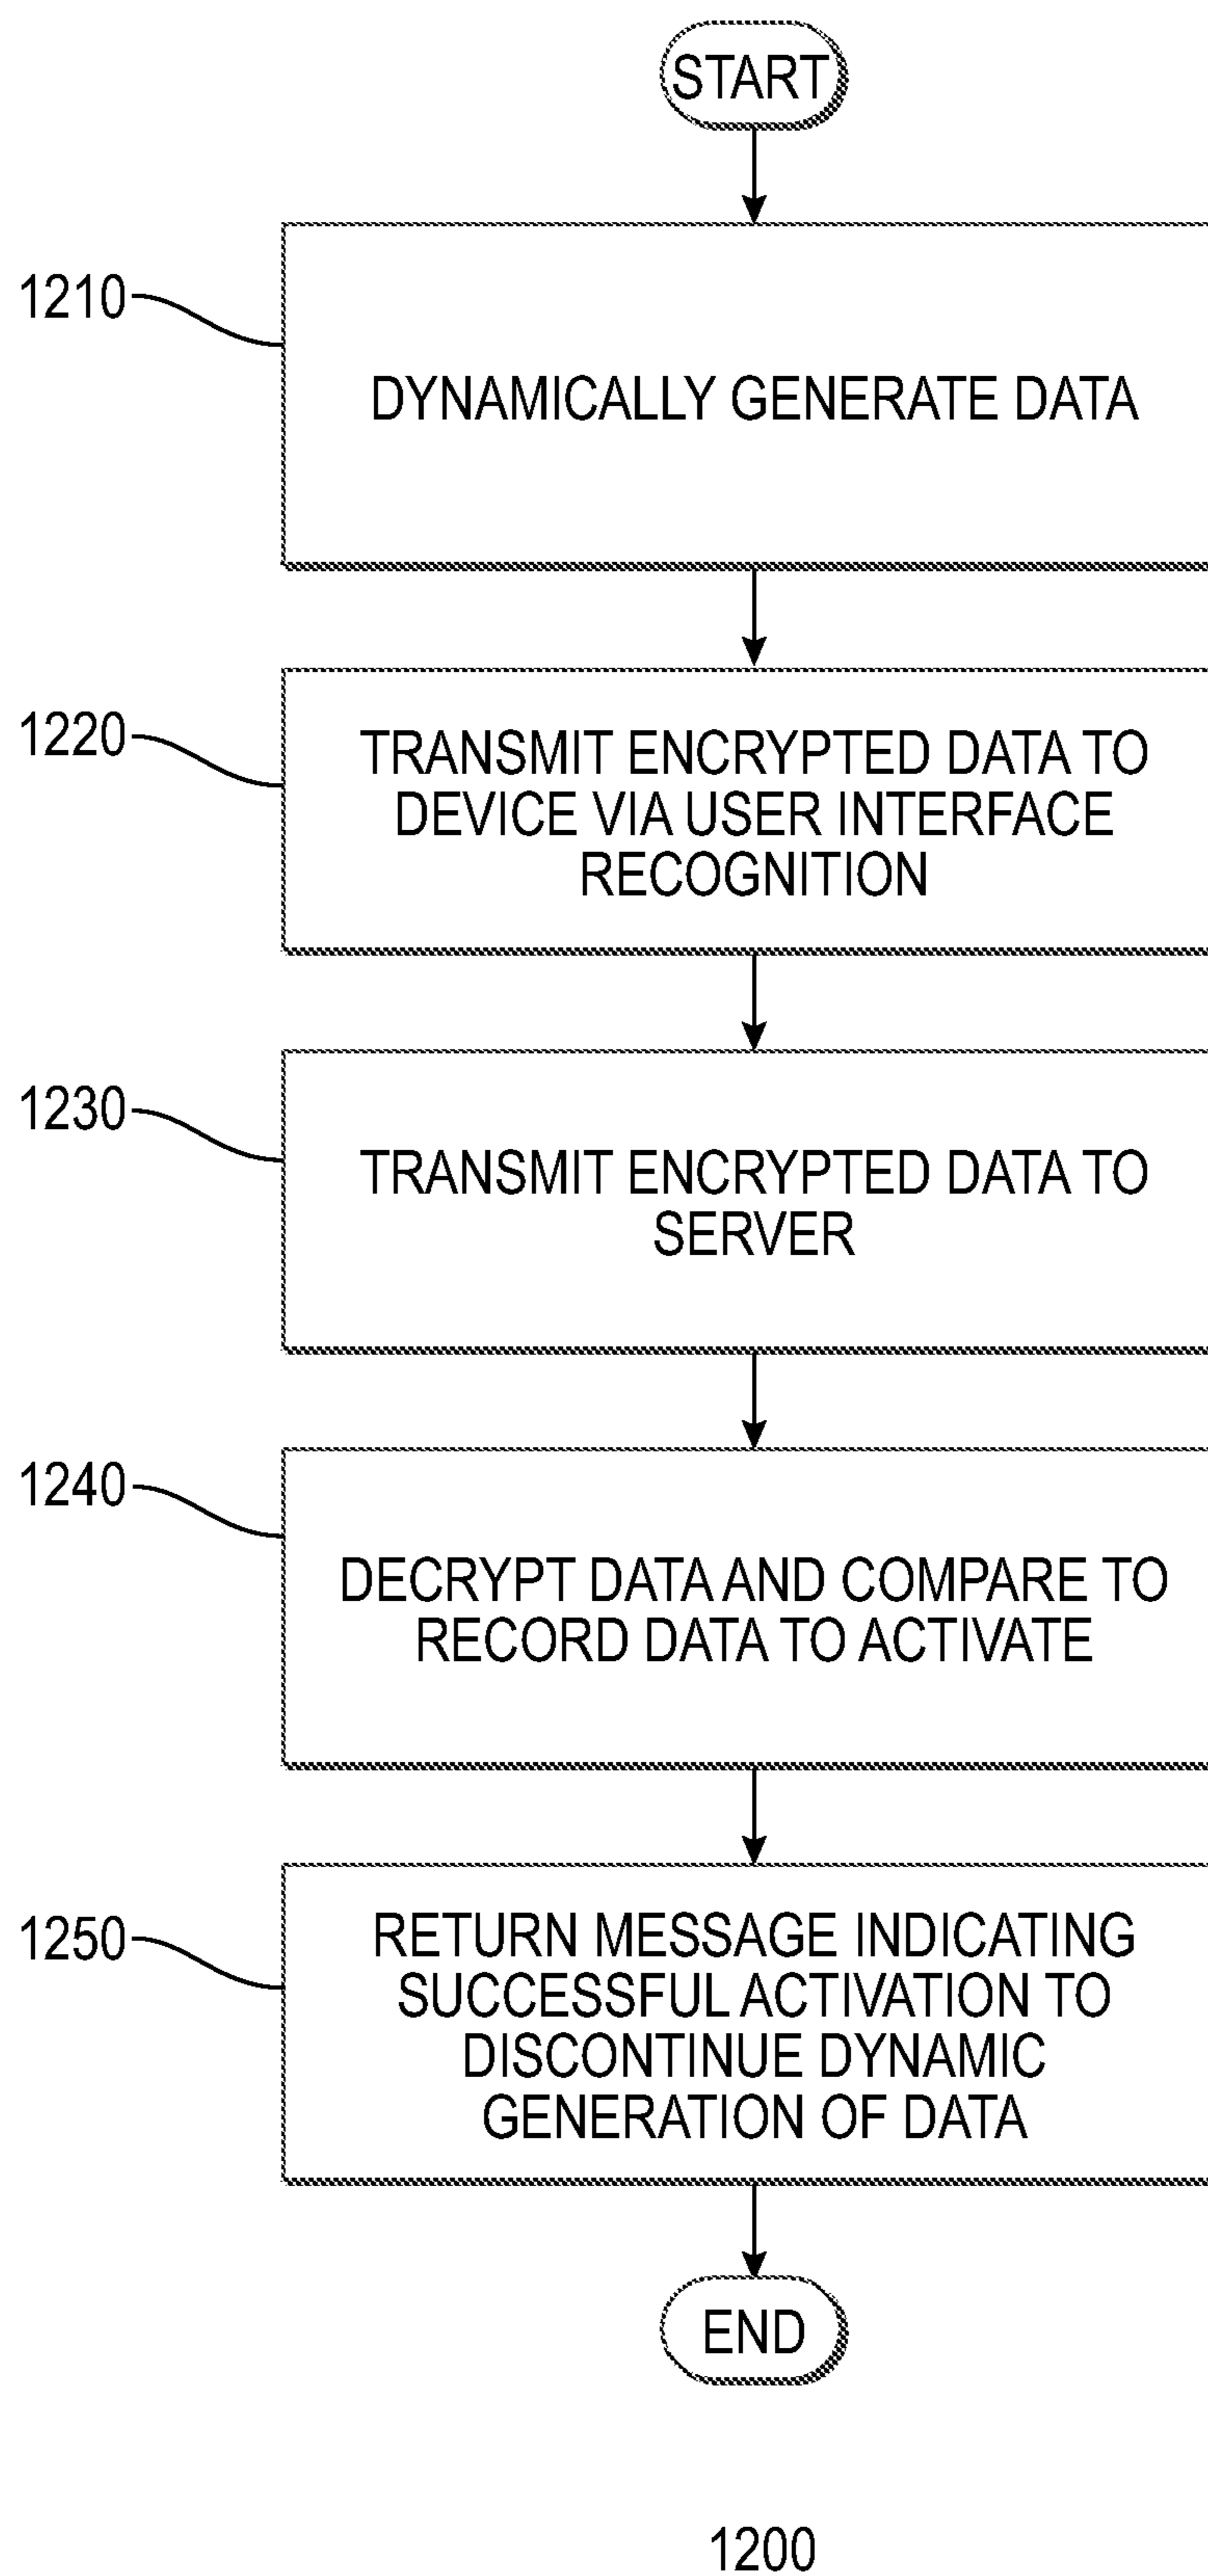 START
1210
DYNAMICALLY GENERATE DATA
1220
TRANSMIT ENCRYPTED DATA TO
DEVICE VIA USER INTERFACE
RECOGNITION
1230
TRANSMIT ENCRYPTED DATA TO
SERVER
1240
DECRYPT DATA AND COMPARE TO
RECORD DATA TO ACTIVATE
1250
RETURN MESSAGE INDICATING
SUCCESSFUL ACTIVATION TO
DISCONTINUE DYNAMIC
GENERATION OF DATA
END
1200